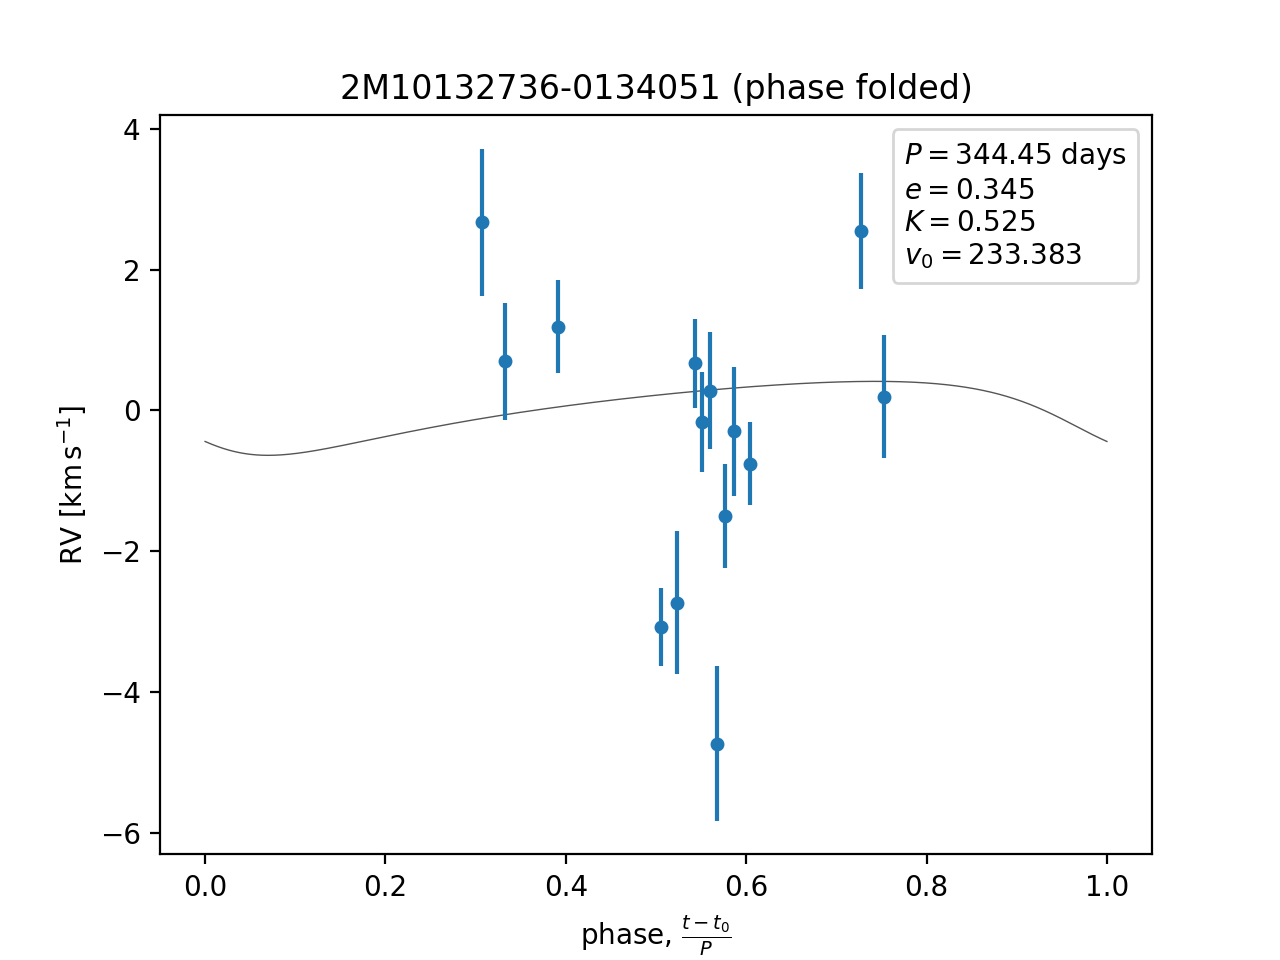 2M10132736-0134051 (phase folded)
P = 344.45 days
e = 0.345
K = 0.525
v₀ = 233.383
4
2
0
−2
−4
−6
RV [km s⁻¹]
0.0 0.2 0.4 0.6 0.8 1.0
phase, (t − t₀)/P